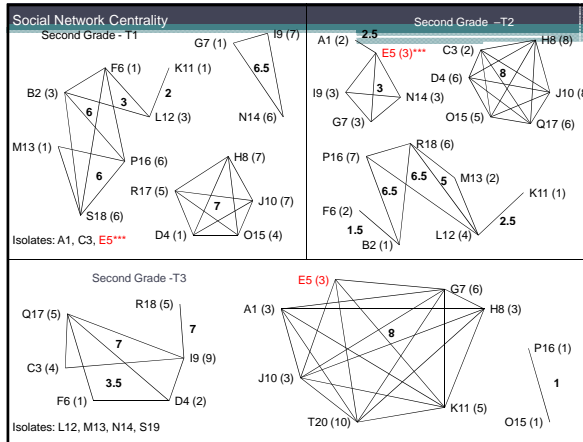 Social Network Centrality
Second Grade - T1
I9 (7)
G7 (1)
F6 (1)
K11 (1)
6.5
B2 (3)
3
2
6
L12 (3)
N14 (6)
M13 (1)
P16 (6)
H8 (7)
6
R17 (5)
J10 (7)
7
S18 (6)
D4 (1)
O15 (4)
Isolates: A1, C3, E5***
Second Grade –T2
2.5
A1 (2)
H8 (8)
C3 (2)
E5 (3)***
D4 (6)
8
I9 (3)
3
J10 (8
N14 (3)
G7 (3)
O15 (5)
Q17 (6)
R18 (6)
P16 (7)
M13 (2)
6.5
6.5
5
K11 (1)
F6 (2)
2.5
1.5
L12 (4)
B2 (1)
Second Grade -T3
R18 (5)
Q17 (5)
7
7
I9 (9)
C3 (4)
3.5
F6 (1)
D4 (2)
Isolates: L12, M13, N14, S19
E5 (3)
G7 (6)
A1 (3)
H8 (3)
8
P16 (1)
J10 (3)
1
K11 (5)
T20 (10)
O15 (1)